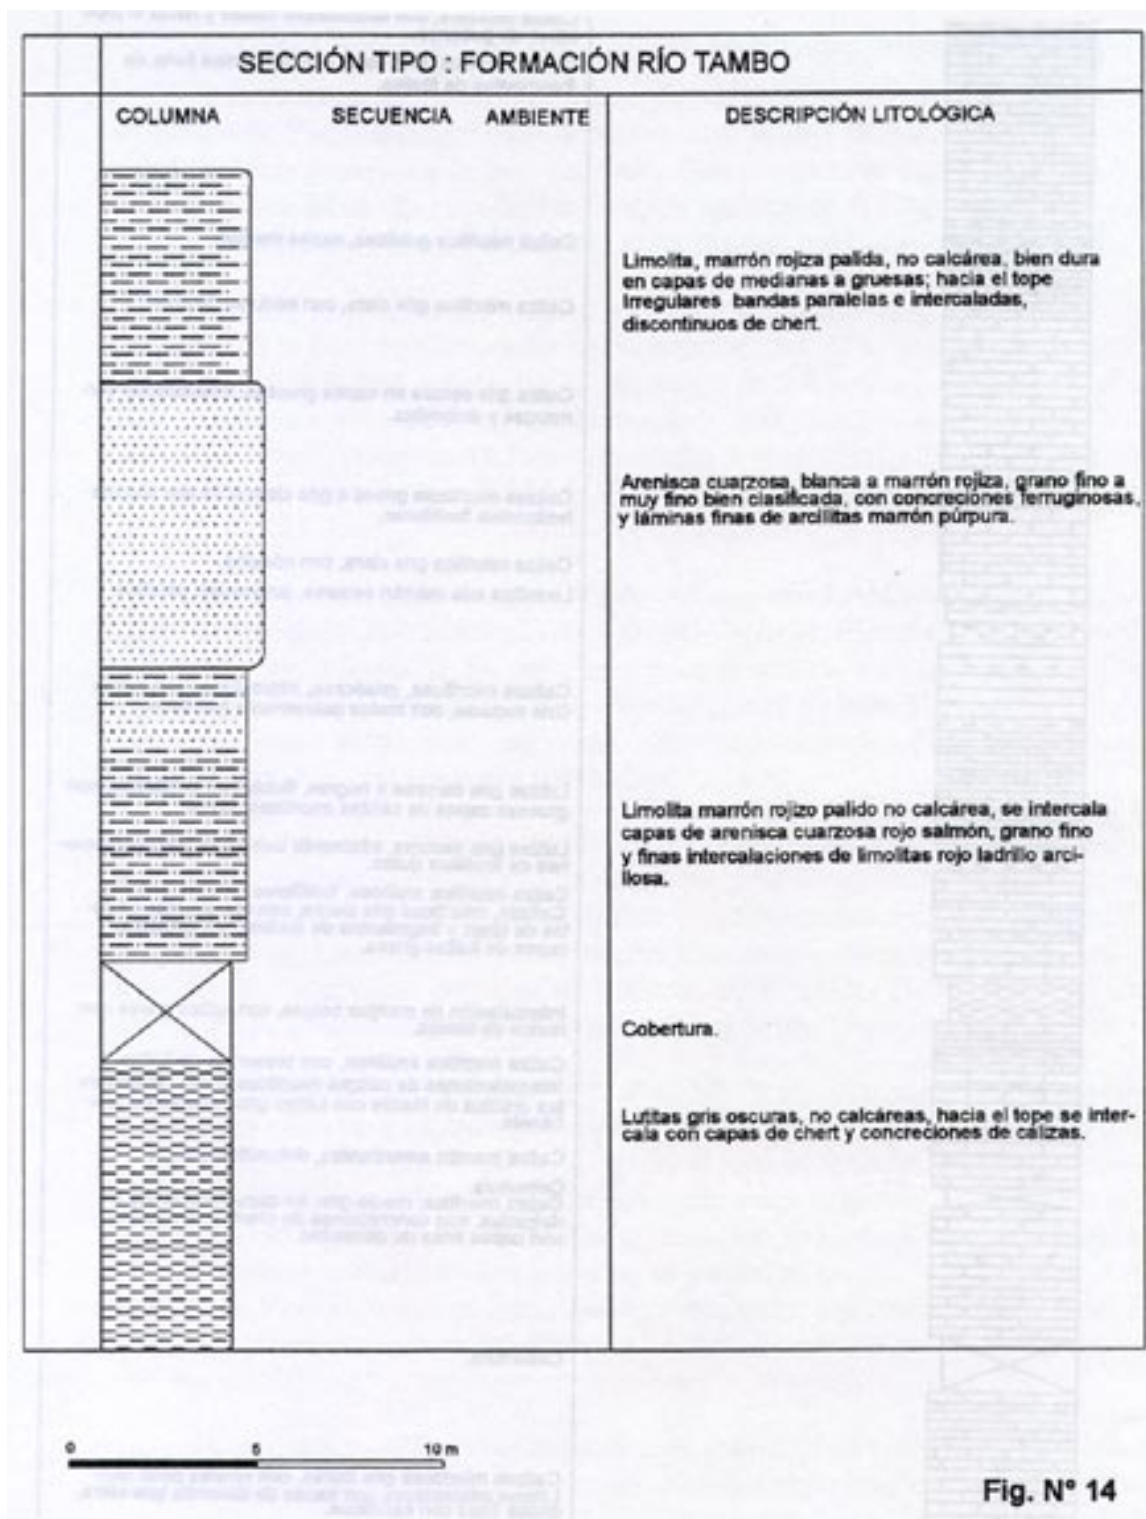 SECCIÓN TIPO : FORMACIÓN RÍO TAMBO
COLUMNA SECUENCIA AMBIENTE DESCRIPCIÓN LITOLÓGICA
Limolita, marrón rojiza palida, no calcárea, bien dura
en capas de medianas a gruesas; hacia el tope
Irregulares bandas paralelas e intercaladas,
discontinuos de chert.
Arenisca cuarzosa, blanca a marrón rojiza, grano fino a
muy fino bien clasificada, con concreciones ferruginosas,
y láminas finas de arcillitas marrón púrpura.
Limolita marrón rojizo palido no calcárea, se intercala
capas de arenisca cuarzosa rojo salmón, grano fino
y finas intercalaciones de limolitas rojo ladrillo arci-
llosa.
Cobertura.
Lutitas gris oscuras, no calcáreas, hacia el tope se inter-
cala con capas de chert y concreciones de calizas.
0 5 10 m
Fig. N° 14